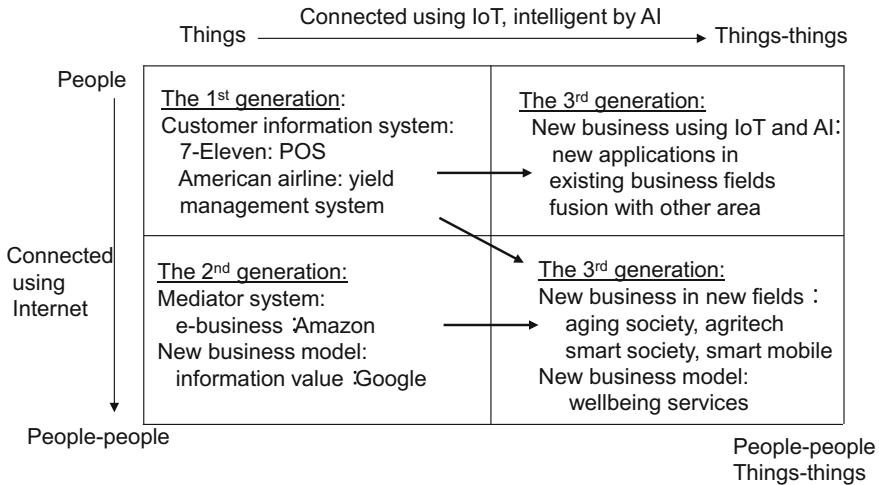 Connected using IoT, intelligent by AI
Things
Things-things
People
The 1st generation:
Customer information system:
7-Eleven: POS
American airline: yield
management system
The 3rd generation:
New business using IoT and AI:
new applications in
existing business fields
fusion with other area
Connected
using
Internet
The 2nd generation:
Mediator system:
e-business :Amazon
New business model:
information value :Google
The 3rd generation:
New business in new fields :
aging society, agritech
smart society, smart mobile
New business model:
wellbeing services
People-people
People-people
Things-things